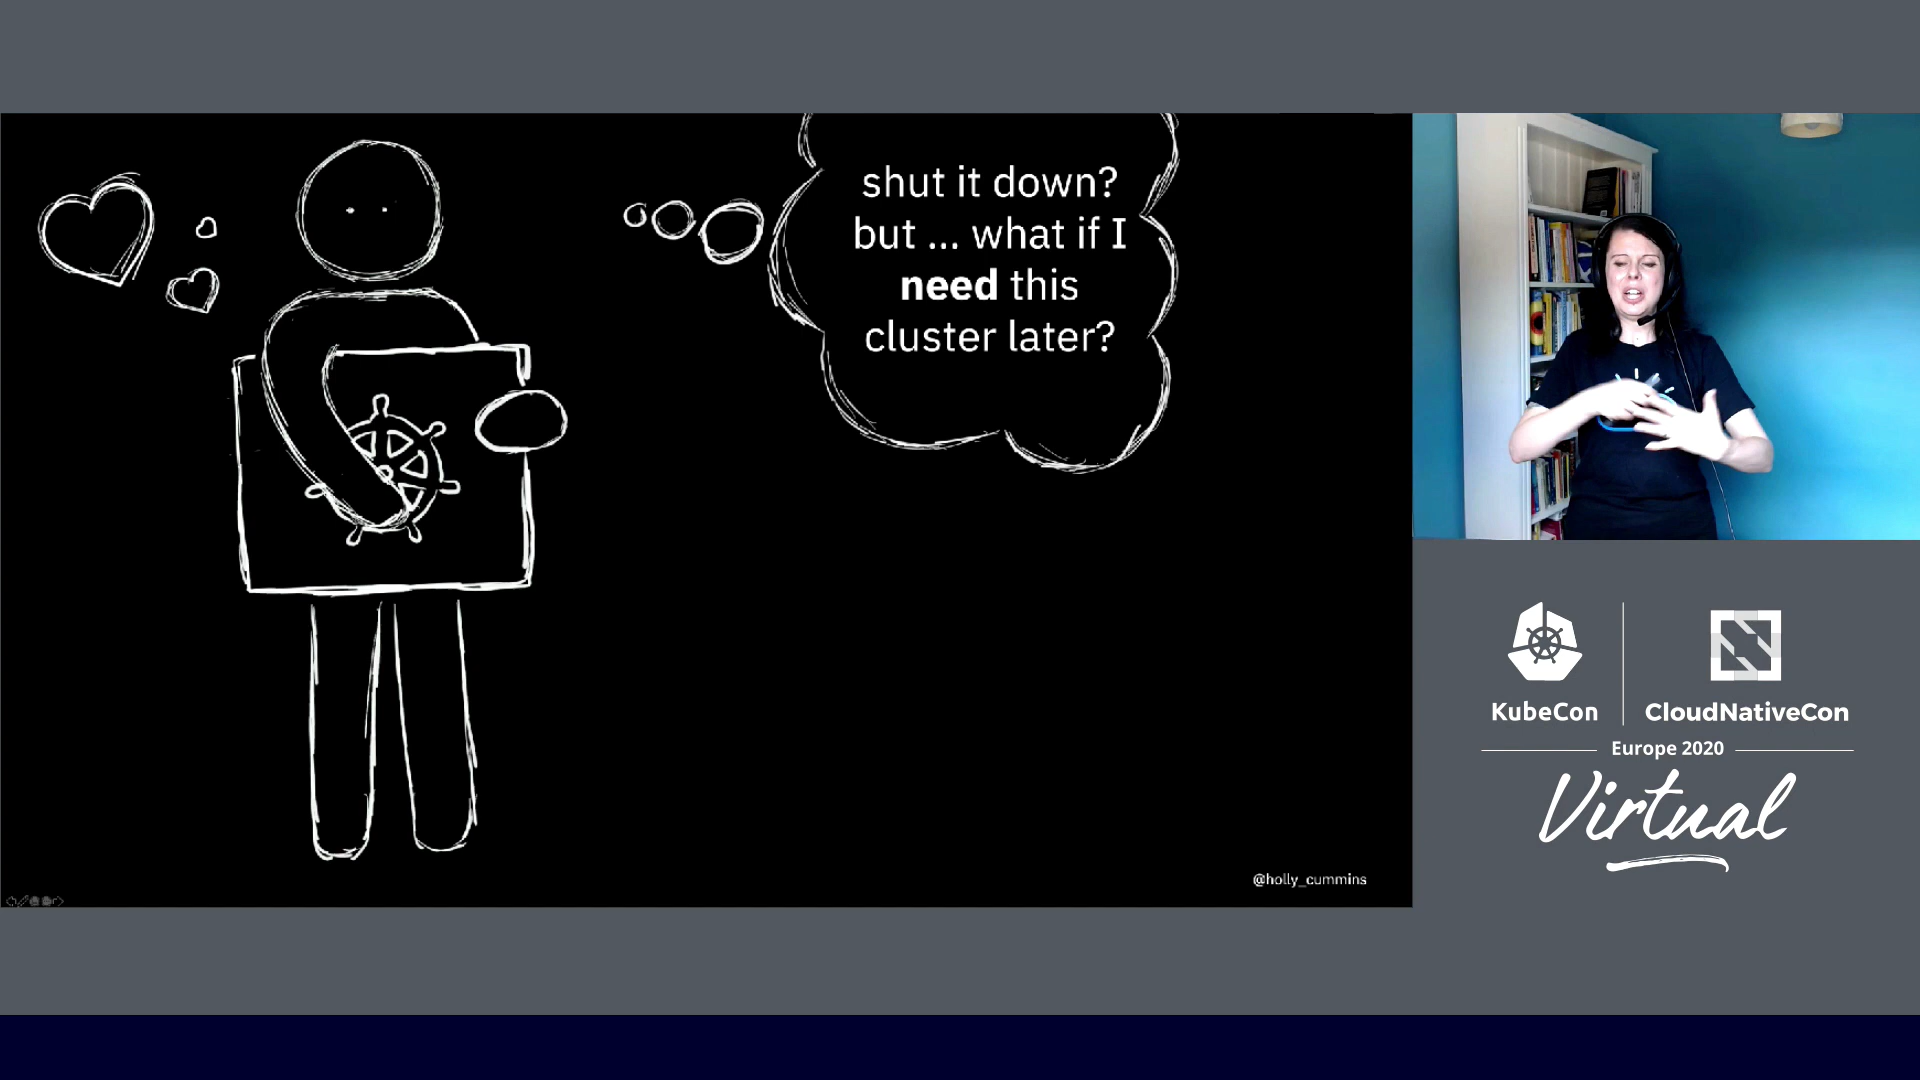 shut it down?
but ... what if I
need this
cluster later?
@holly_cummins
KubeCon
CloudNativeCon
Europe 2020
Virtual